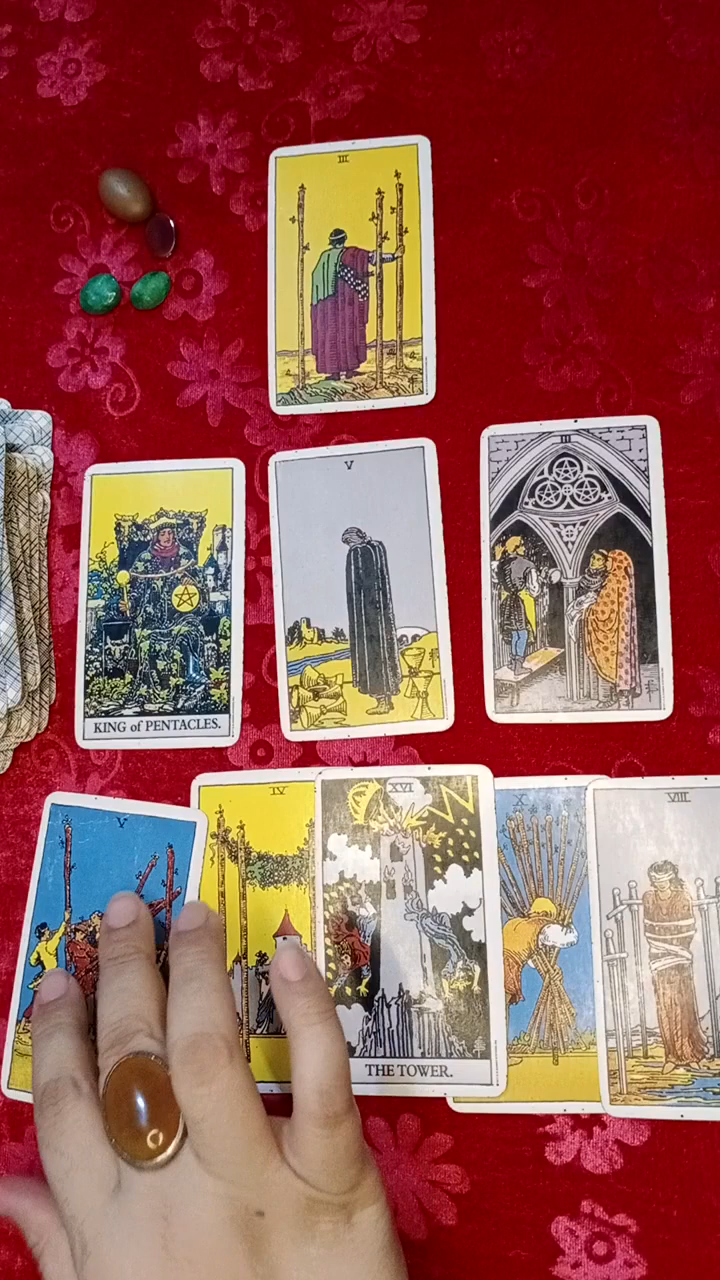 III
KING of PENTACLES.
V
III
V
IV
XVI
THE TOWER.
X
VIII